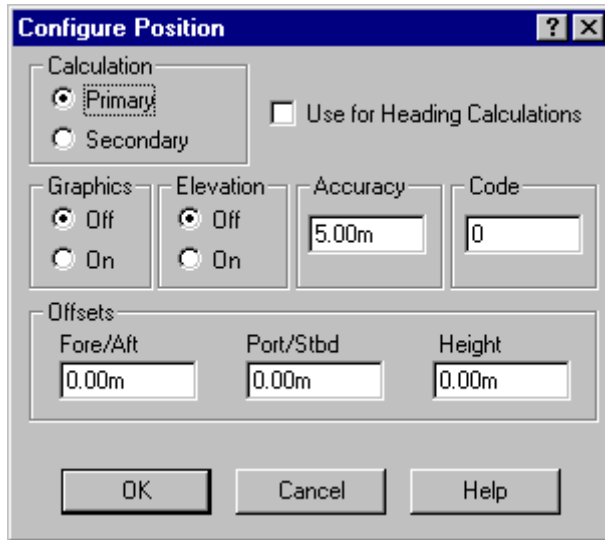 Configure Position
Calculation
Primary
Secondary
Use for Heading Calculations
Graphics
Off
On
Elevation
Off
On
Accuracy
5.00m
Code
0
Offsets
Fore/Aft
0.00m
Port/Stbd
0.00m
Height
0.00m
OK
Cancel
Help